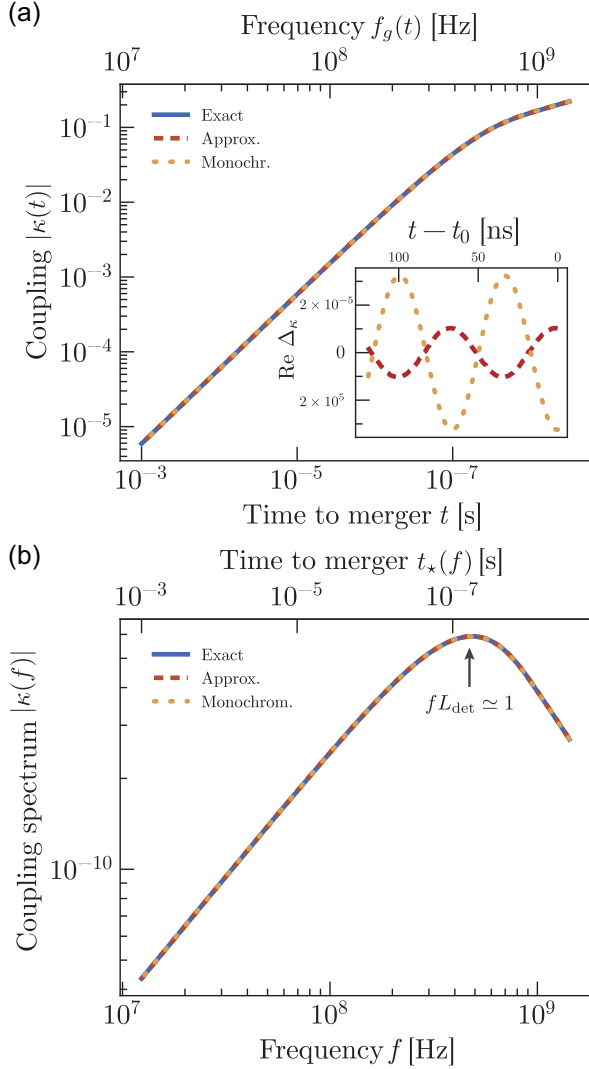 (a)
Frequency f_g(t) [Hz]
10^7 10^8 10^9
Coupling |κ(t)|
10^-1
10^-2
10^-3
10^-4
10^-5
Exact
Approx.
Monochr.
t − t_0 [ns]
100 50 0
Re Δ_κ
2 × 10^-5
0
2 × 10^5
10^-3 10^-5 10^-7
Time to merger t [s]
(b)
Time to merger t_⋆(f) [s]
10^-3 10^-5 10^-7
Coupling spectrum |κ(f)|
10^-10
Exact
Approx.
Monochrom.
fL_det ≃ 1
10^7 10^8 10^9
Frequency f [Hz]